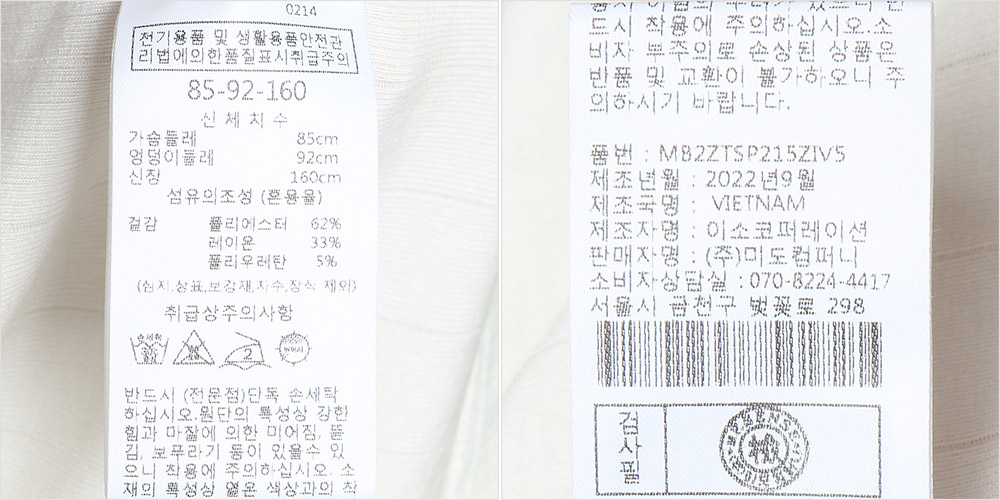 0214
전기용품 및 생활용품안전관
리법에의한품질표시취급주의
85-92-160
신체치수
가슴둘레 85cm
엉덩이둘레 92cm
신장 160cm
섬유의조성 (혼용율)
겉감 폴리에스터 62%
레이온 33%
폴리우레탄 5%
(심지,상표,보강재,자수,장식 제외)
취급상주의사항
손세탁
2
반드시 (전문점)단독 손세탁
하십시오.원단의 특성상 강한
힘과 마찰에 의한 미어짐, 뜯
김, 보푸라기 등이 있을수 있
으니 착용에 주의하십시오. 소
재의 특성상 옅은 색상과의 착
드시 착용에 주의하십시오.소
비자 부주의로 손상된 상품은
반품 및 교환이 불가하오니 주
의하시기 바랍니다.
품번 : MB2ZTSP215ZIV5
제조년월 : 2022년9월
제조국명 : VIETNAM
제조자명 : 이소코퍼레이션
판매자명 : (주)미도컴퍼니
소비자상담실 : 070-8224-4417
서울시 금천구 벚꽃로 298
검사필